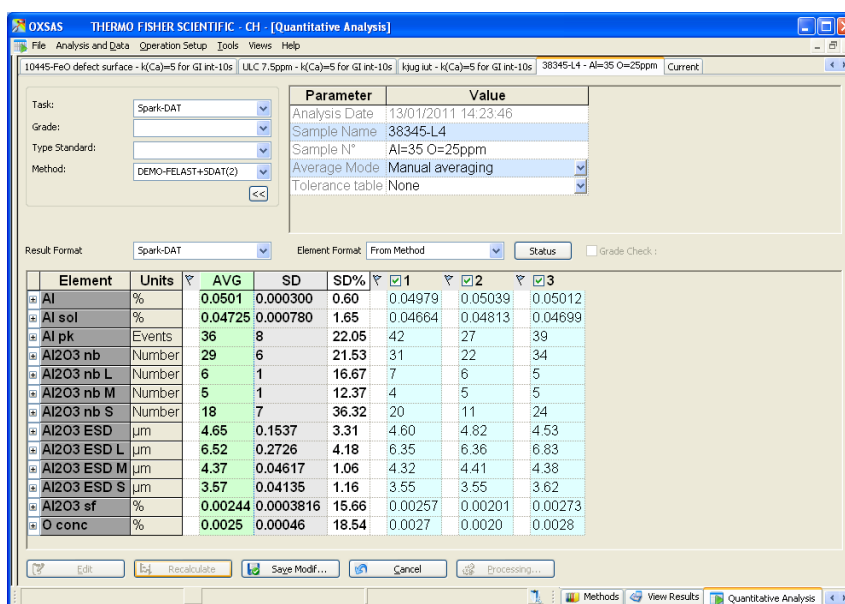 OXSAS THERMO FISHER SCIENTIFIC - CH - [Quantitative Analysis]
File Analysis and Data Operation Setup Tools Views Help
10445-FeO defect surface - k(Ca)=5 for GI int-10s ULC 7.5ppm - k(Ca)=5 for GI int-10s kjug iut - k(Ca)=5 for GI int-10s 38345-L4 - Al=35 O=25ppm Current
Task: Spark-DAT
Grade:
Type Standard:
Method: DEMO-FELAST+SDAT(2)
<<
Parameter Value
Analysis Date 13/01/2011 14:23:46
Sample Name 38345-L4
Sample N° Al=35 O=25ppm
Average Mode Manual averaging
Tolerance table None
Result Format Spark-DAT Element Format From Method Status Grade Check :
Element Units AVG SD SD% 1 2 3
Al % 0.0501 0.000300 0.60 0.04979 0.05039 0.05012
Al sol % 0.04725 0.000780 1.65 0.04664 0.04813 0.04699
Al pk Events 36 8 22.05 42 27 39
Al2O3 nb Number 29 6 21.53 31 22 34
Al2O3 nb L Number 6 1 16.67 7 6 5
Al2O3 nb M Number 5 1 12.37 4 5 5
Al2O3 nb S Number 18 7 36.32 20 11 24
Al2O3 ESD µm 4.65 0.1537 3.31 4.60 4.82 4.53
Al2O3 ESD L µm 6.52 0.2726 4.18 6.35 6.36 6.83
Al2O3 ESD M µm 4.37 0.04617 1.06 4.32 4.41 4.38
Al2O3 ESD S µm 3.57 0.04135 1.16 3.55 3.55 3.62
Al2O3 sf % 0.00244 0.0003816 15.66 0.00257 0.00201 0.00273
O conc % 0.0025 0.00046 18.54 0.0027 0.0020 0.0028
Edit Recalculate Save Modif... Cancel Processing...
Methods View Results Quantitative Analysis